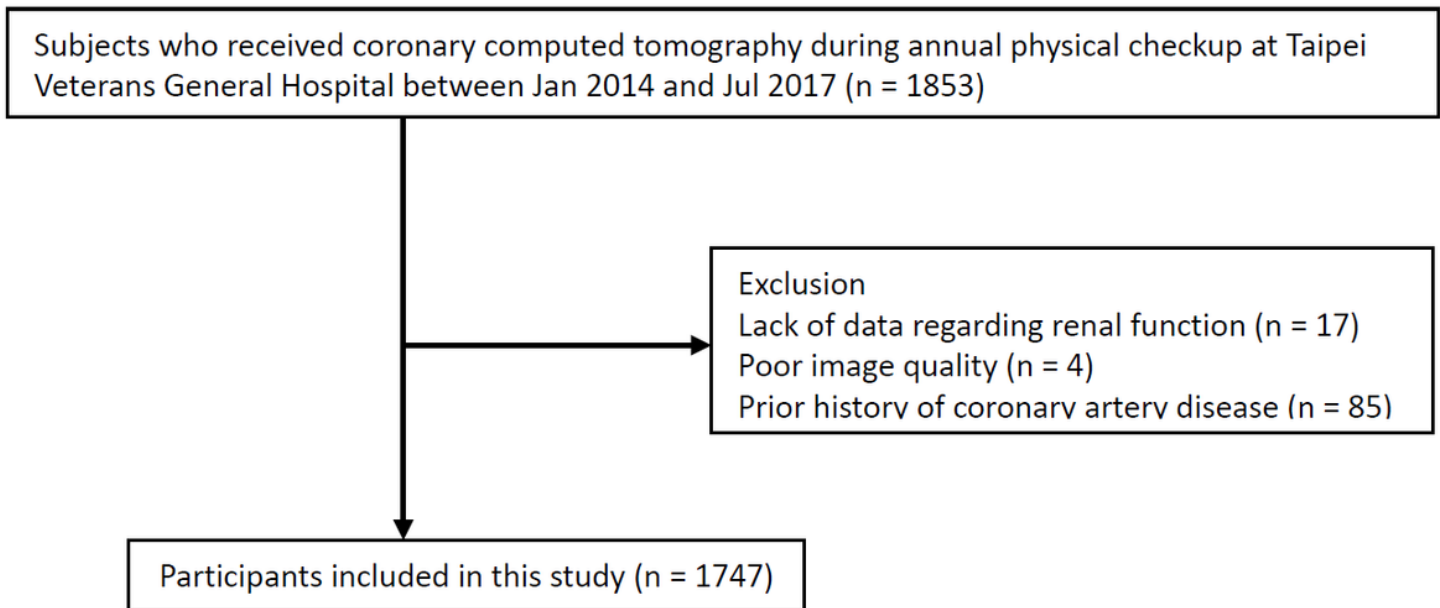 Subjects who received coronary computed tomography during annual physical checkup at Taipei
Veterans General Hospital between Jan 2014 and Jul 2017 (n = 1853)
Exclusion
Lack of data regarding renal function (n = 17)
Poor image quality (n = 4)
Prior history of coronary artery disease (n = 85)
Participants included in this study (n = 1747)